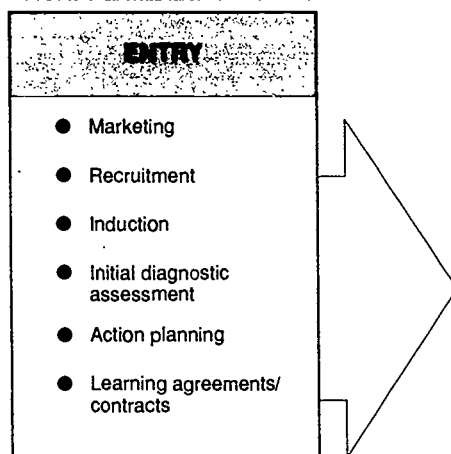 ENTRY
● Marketing
● Recruitment
● Induction
● Initial diagnostic
assessment
● Action planning
● Learning agreements/
contracts